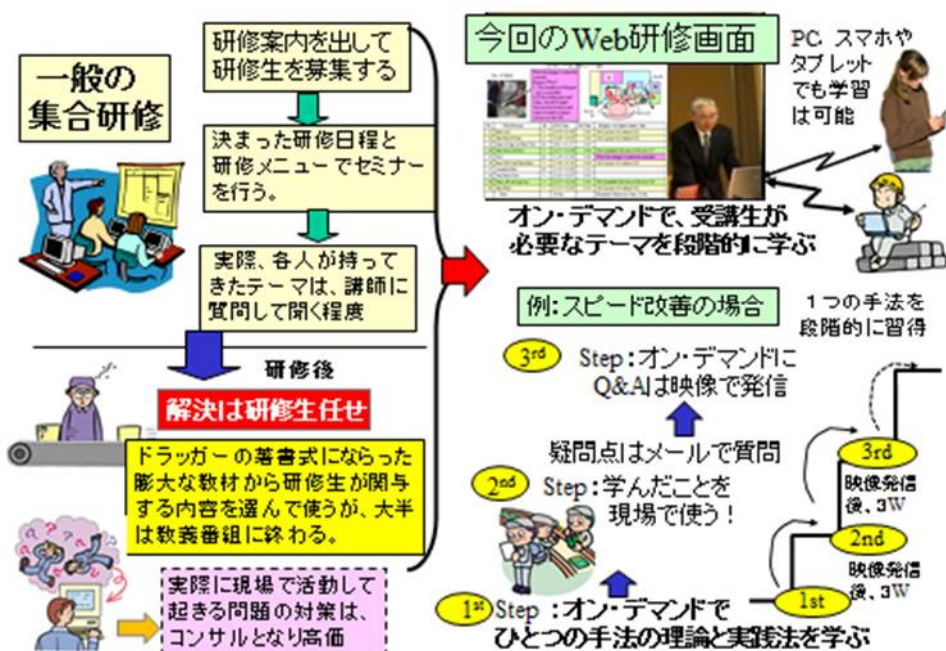 一般の
集合研修
研修案内を出して
研修生を募集する
決まった研修日程と
研修メニューでセミナー
を行う。
実際、各人が持って
きたテーマは、講師に
質問して聞く程度
研修後
解決は研修生任せ
ドラッガーの著書式にならった
膨大な教材から研修生が関与
する内容を選んで使うが、大半
は教義番組に終わる。
実際に現場で活動して
起きる問題の対策は、
コンサルとなり高価
今回のWeb研修画面
PC、スマホや
タブレット
でも学習
は可能
オン・デマンドで、受講生が
必要なテーマを段階的に学ぶ
例:スピード改善の場合
1つの手法を
段階的に習得
3rd Step:オン・デマンドに
Q&Aは映像で発信
疑問点はメールで質問
2nd Step:学んだことを
現場で使う!
1st Step:オン・デマンドで
ひとつの手法の理論と実践法を学ぶ
3rd
映像発信
後、3W
2nd
映像発信
後、3W
1st